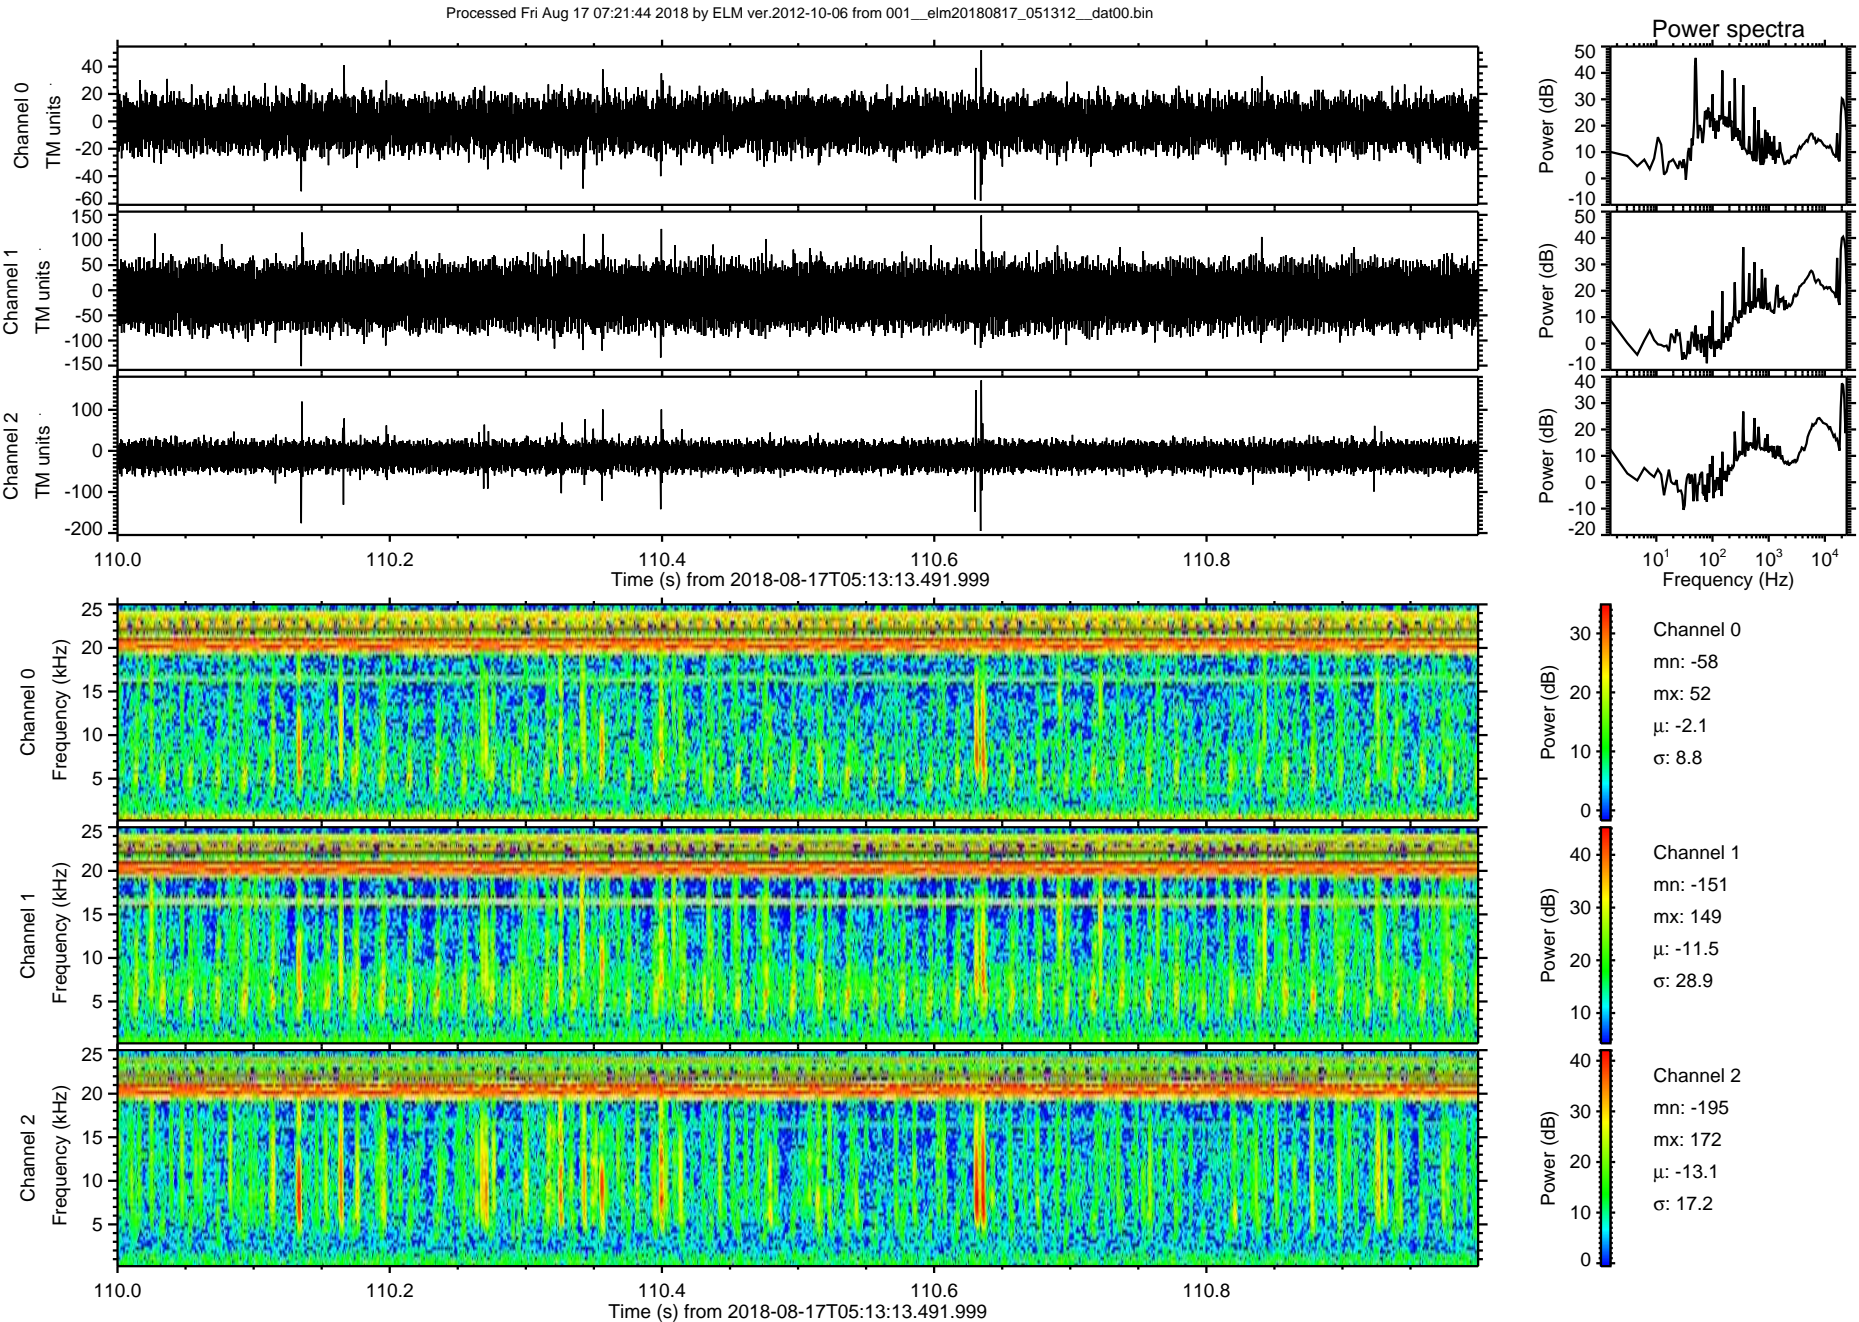 Processed Fri Aug 17 07:21:44 2018 by ELM ver.2012-10-06 from 001__elm20180817_051312__dat00.bin
Power spectra
Channel 0
TM units
40
20
0
-20
-40
-60
Power (dB)
50
40
30
20
10
0
-10
Channel 1
TM units
150
100
50
0
-50
-100
-150
Power (dB)
50
40
30
20
10
0
-10
Channel 2
TM units
100
0
-100
-200
Power (dB)
40
30
20
10
0
-10
-20
110.0 110.2 110.4 110.6 110.8
Time (s) from 2018-08-17T05:13:13.491.999
10¹ 10² 10³ 10⁴
Frequency (Hz)
Channel 0
Frequency (kHz)
25
20
15
10
5
Power (dB)
30
20
10
0
Channel 0
mn: -58
mx: 52
μ: -2.1
σ: 8.8
Channel 1
Frequency (kHz)
25
20
15
10
5
Power (dB)
40
30
20
10
Channel 1
mn: -151
mx: 149
μ: -11.5
σ: 28.9
Channel 2
Frequency (kHz)
25
20
15
10
5
Power (dB)
40
30
20
10
0
Channel 2
mn: -195
mx: 172
μ: -13.1
σ: 17.2
110.0 110.2 110.4 110.6 110.8
Time (s) from 2018-08-17T05:13:13.491.999